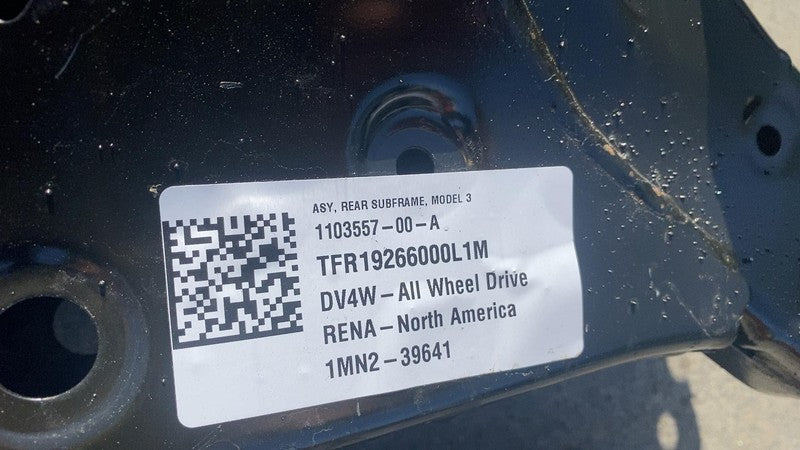 ASY, REAR SUBFRAME, MODEL 3
1103557-00-A
TFR19266000L1M
DV4W-All Wheel Drive
RENA-North America
1MN2-39641